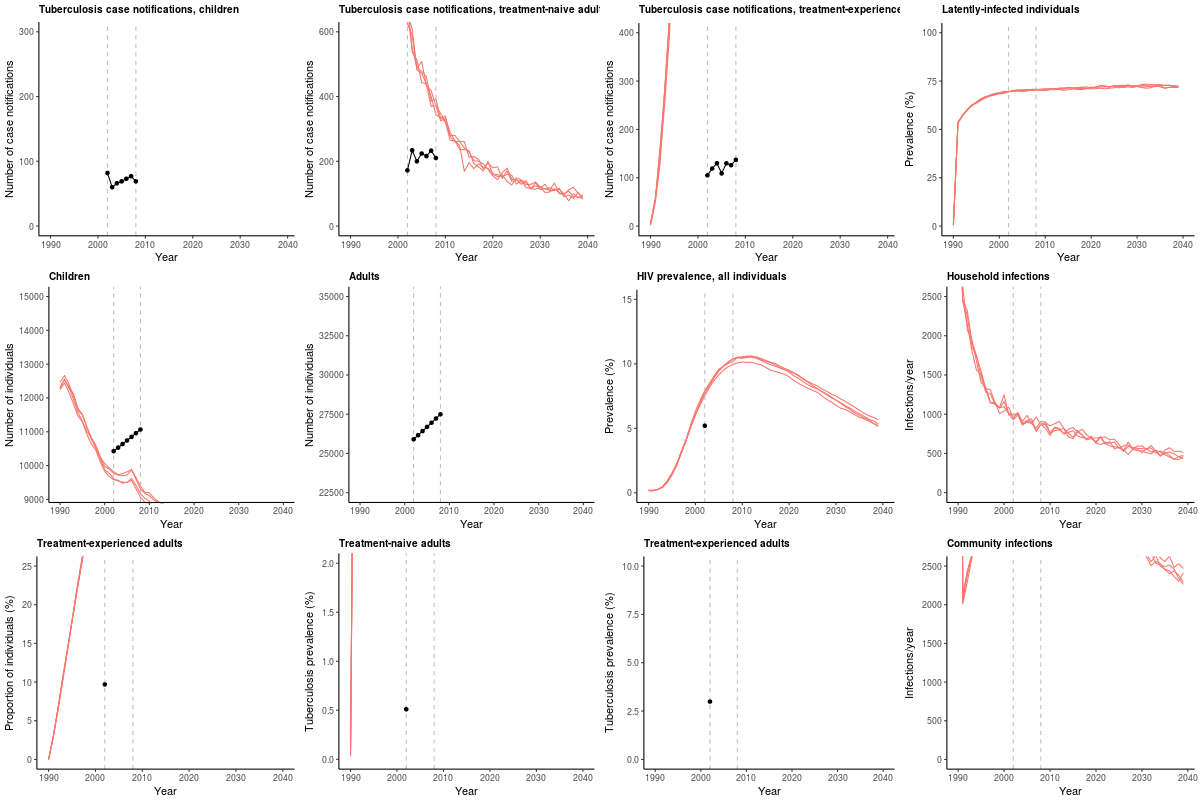 Tuberculosis case notifications, children
Number of case notifications
300
200
100
0
1990 2000 2010 2020 2030 2040
Year
Tuberculosis case notifications, treatment-naive adul
Number of case notifications
600
400
200
0
1990 2000 2010 2020 2030 2040
Year
Tuberculosis case notifications, treatment-experience
Number of case notifications
400
300
200
100
0
1990 2000 2010 2020 2030 2040
Year
Latently-infected individuals
Prevalence (%)
100
75
50
25
0
1990 2000 2010 2020 2030 2040
Year
Children
Number of individuals
15000
14000
13000
12000
11000
10000
9000
1990 2000 2010 2020 2030 2040
Year
Adults
Number of individuals
35000
32500
30000
27500
25000
22500
1990 2000 2010 2020 2030 2040
Year
HIV prevalence, all individuals
Prevalence (%)
15
10
5
0
1990 2000 2010 2020 2030 2040
Year
Household infections
Infections/year
2500
2000
1500
1000
500
0
1990 2000 2010 2020 2030 2040
Year
Treatment-experienced adults
Proportion of individuals (%)
25
20
15
10
5
0
1990 2000 2010 2020 2030 2040
Year
Treatment-naive adults
Tuberculosis prevalence (%)
2.0
1.5
1.0
0.5
0.0
1990 2000 2010 2020 2030 2040
Year
Treatment-experienced adults
Tuberculosis prevalence (%)
10.0
7.5
5.0
2.5
0.0
1990 2000 2010 2020 2030 2040
Year
Community infections
Infections/year
2500
2000
1500
1000
500
0
1990 2000 2010 2020 2030 2040
Year